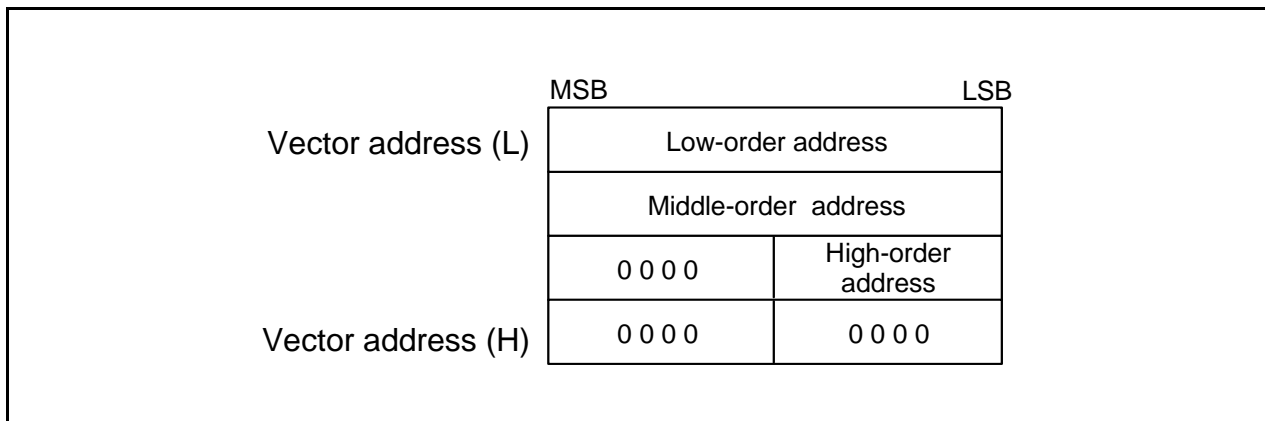 MSB LSB
Vector address (L) Low-order address
Middle-order address
0 0 0 0 High-order
address
Vector address (H) 0 0 0 0 0 0 0 0